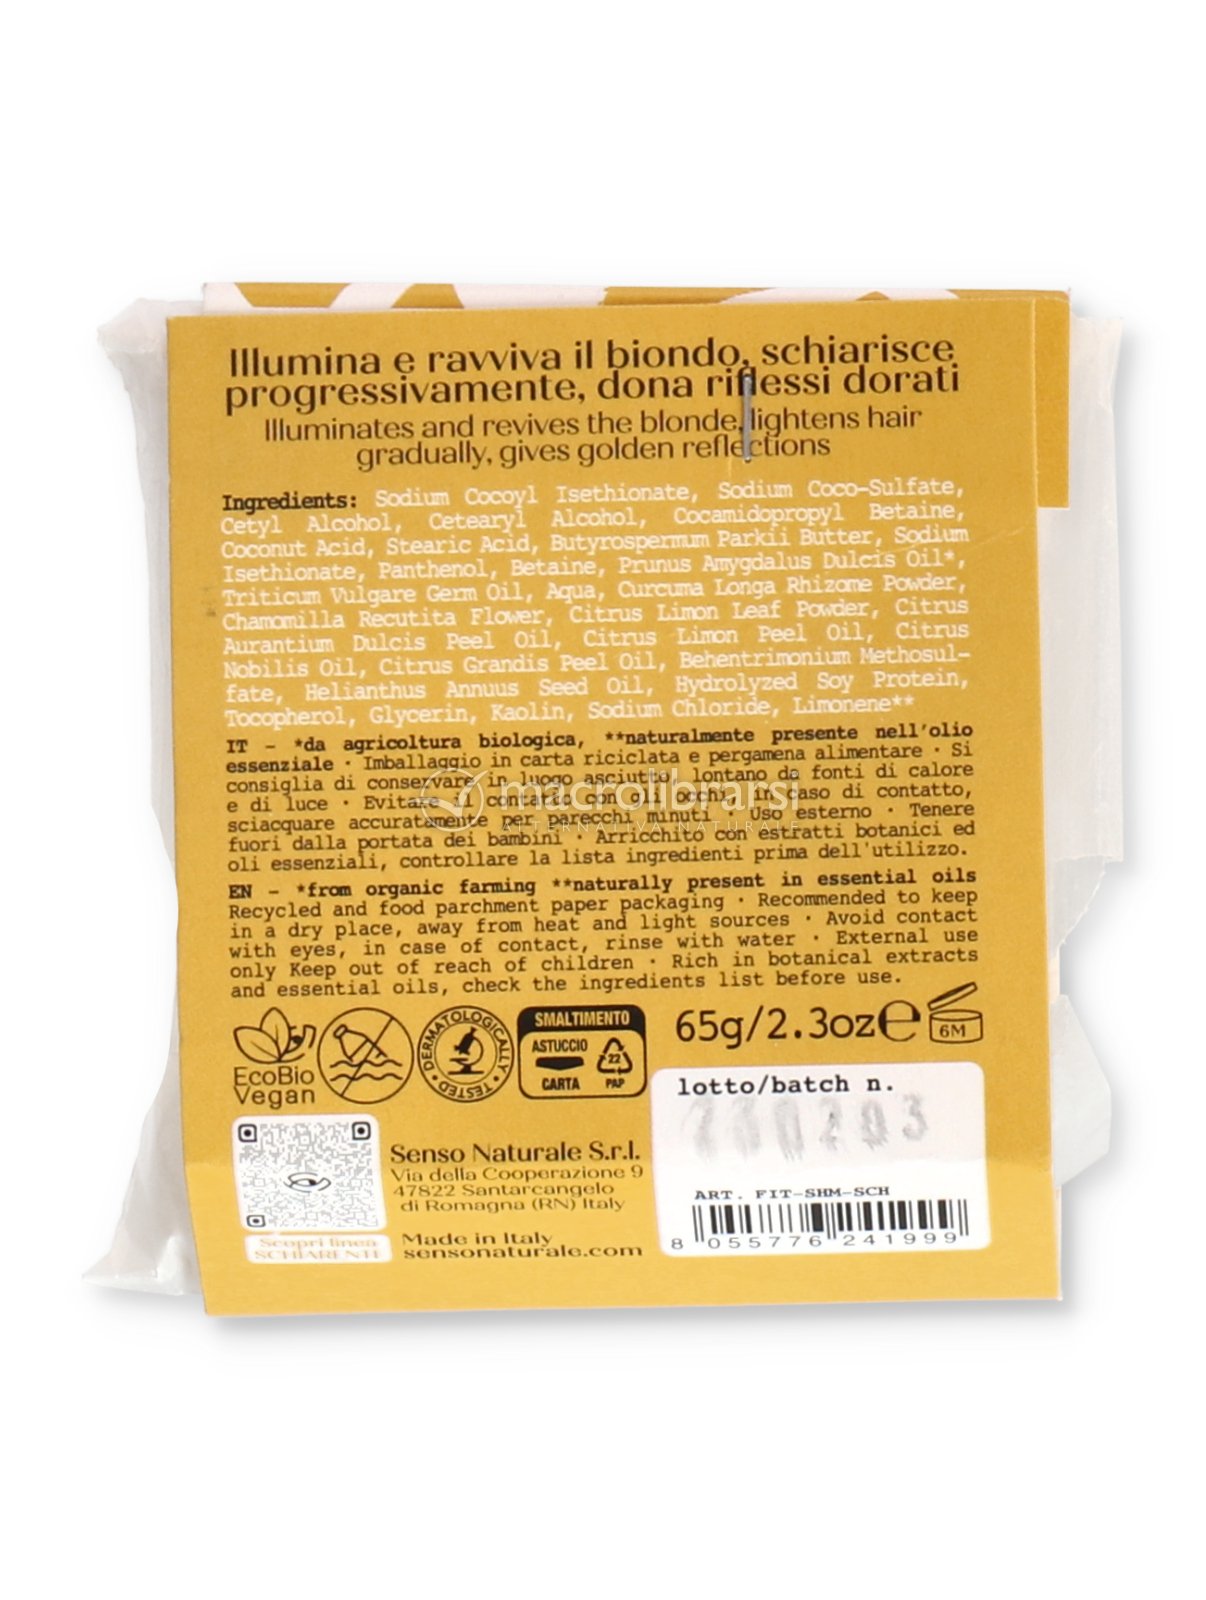 Illumina e ravviva il biondo, schiarisce
progressivamente, dona riflessi dorati
Illuminates and revives the blonde, lightens hair
gradually, gives golden reflections
Ingredients: Sodium Cocoyl Isethionate, Sodium Coco-Sulfate,
Cetyl Alcohol, Cetearyl Alcohol, Cocamidopropyl Betaine,
Coconut Acid, Stearic Acid, Butyrospermum Parkii Butter, Sodium
Isethionate, Panthenol, Betaine, Prunus Amygdalus Dulcis Oil*,
Triticum Vulgare Germ Oil, Aqua, Curcuma Longa Rhizome Powder,
Chamomilla Recutita Flower, Citrus Limon Leaf Powder, Citrus
Aurantium Dulcis Peel Oil, Citrus Limon Peel Oil, Citrus
Nobilis Oil, Citrus Grandis Peel Oil, Behentrimonium Methosul-
fate, Helianthus Annuus Seed Oil, Hydrolyzed Soy Protein,
Tocopherol, Glycerin, Kaolin, Sodium Chloride, Limonene**
IT - *da agricoltura biologica, **naturalmente presente nell'olio
essenziale · Imballaggio in carta riciclata e pergamena alimentare · Si
consiglia di conservare in luogo asciutto, lontano da fonti di calore
e di luce · Evitare il contatto con gli occhi, in caso di contatto,
sciacquare accuratamente per parecchi minuti · Uso esterno · Tenere
fuori dalla portata dei bambini · Arricchito con estratti botanici ed
oli essenziali, controllare la lista ingredienti prima dell'utilizzo.
macrolibrarsi
ALTERNATIVA NATURALE
EN - *from organic farming **naturally present in essential oils
Recycled and food parchment paper packaging · Recommended to keep
in a dry place, away from heat and light sources · Avoid contact
with eyes, in case of contact, rinse with water · External use
only Keep out of reach of children · Rich in botanical extracts
and essential oils, check the ingredients list before use.
EcoBio
Vegan
DERMATOLOGICALLY · TESTED ·
SMALTIMENTO
ASTUCCIO
CARTA
22
PAP
65g/2.3oz e
6M
lotto/batch n.
ART. FIT-SHM-SCH
8 055776 241999
Scopri linea
SCHIARENTE
Senso Naturale S.r.l.
Via della Cooperazione 9
47822 Santarcangelo
di Romagna (RN) Italy
Made in Italy
sensonaturale.com